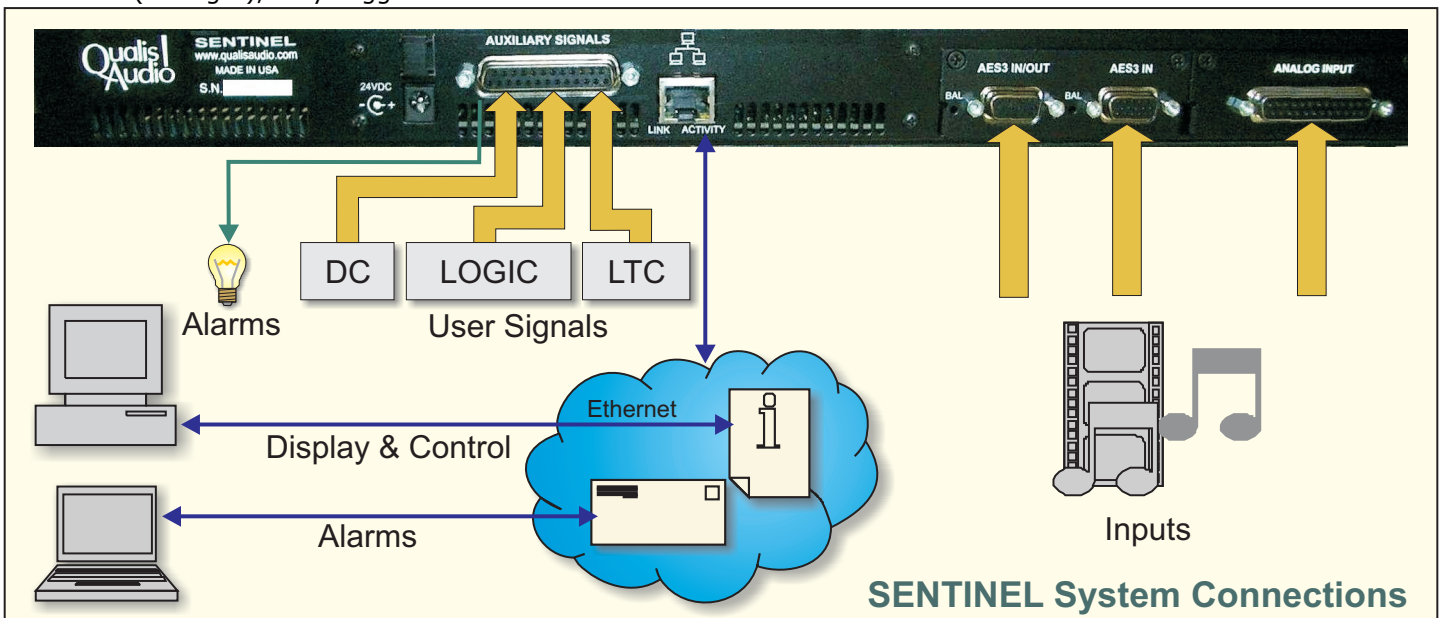 Qualis Audio
SENTINEL
www.qualisaudio.com
MADE IN USA
S.N.
24VDC
- +
AUXILIARY SIGNALS
LINK ACTIVITY
AES3 IN/OUT
BAL
AES3 IN
BAL
ANALOG INPUT
DC
LOGIC
LTC
Alarms
User Signals
Ethernet
i
Display & Control
Alarms
Inputs
SENTINEL System Connections